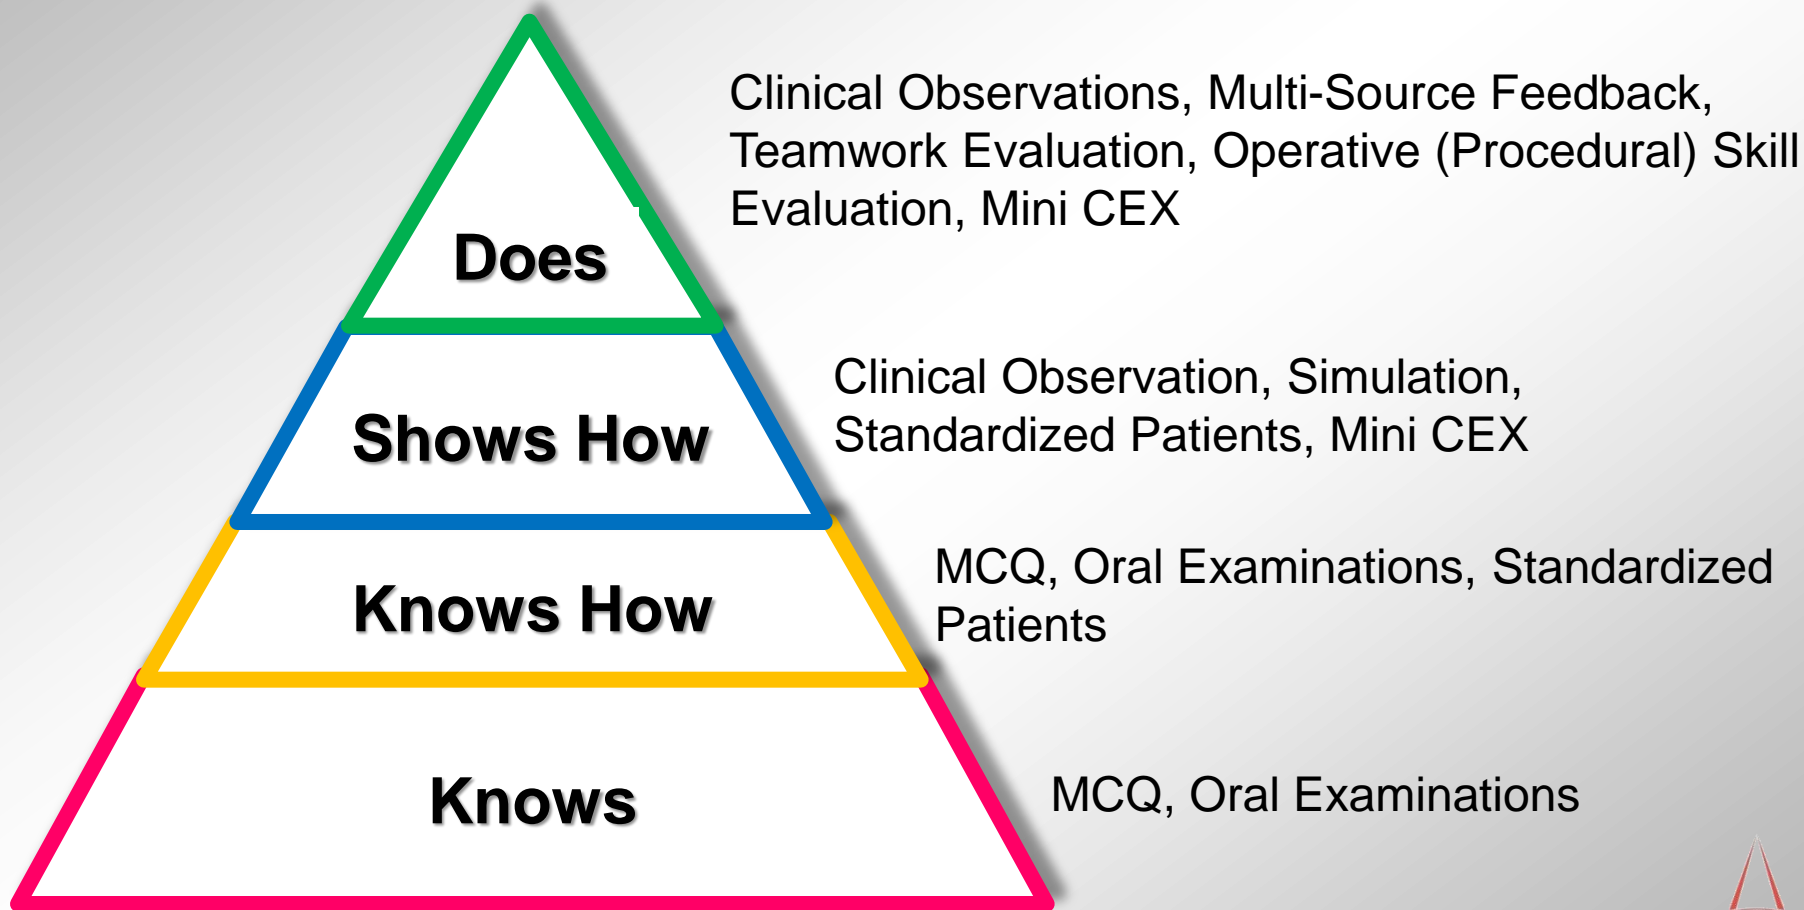 Clinical Observations, Multi-Source Feedback,
Teamwork Evaluation, Operative (Procedural) Skill
Evaluation, Mini CEX
Does
Clinical Observation, Simulation,
Standardized Patients, Mini CEX
Shows How
MCQ, Oral Examinations, Standardized
Patients
Knows How
MCQ, Oral Examinations
Knows